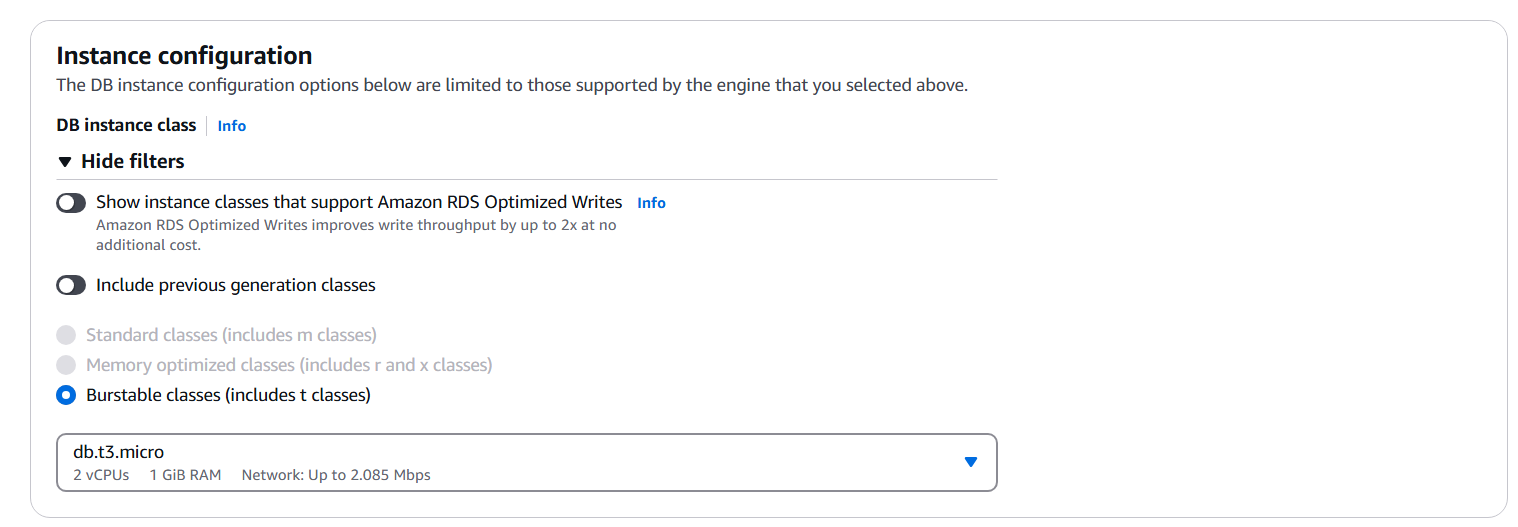 Instance configuration
The DB instance configuration options below are limited to those supported by the engine that you selected above.
DB instance class Info
Hide filters
Show instance classes that support Amazon RDS Optimized Writes Info
Amazon RDS Optimized Writes improves write throughput by up to 2x at no
additional cost.
Include previous generation classes
Standard classes (includes m classes)
Memory optimized classes (includes r and x classes)
Burstable classes (includes t classes)
db.t3.micro
2 vCPUs 1 GiB RAM Network: Up to 2.085 Mbps